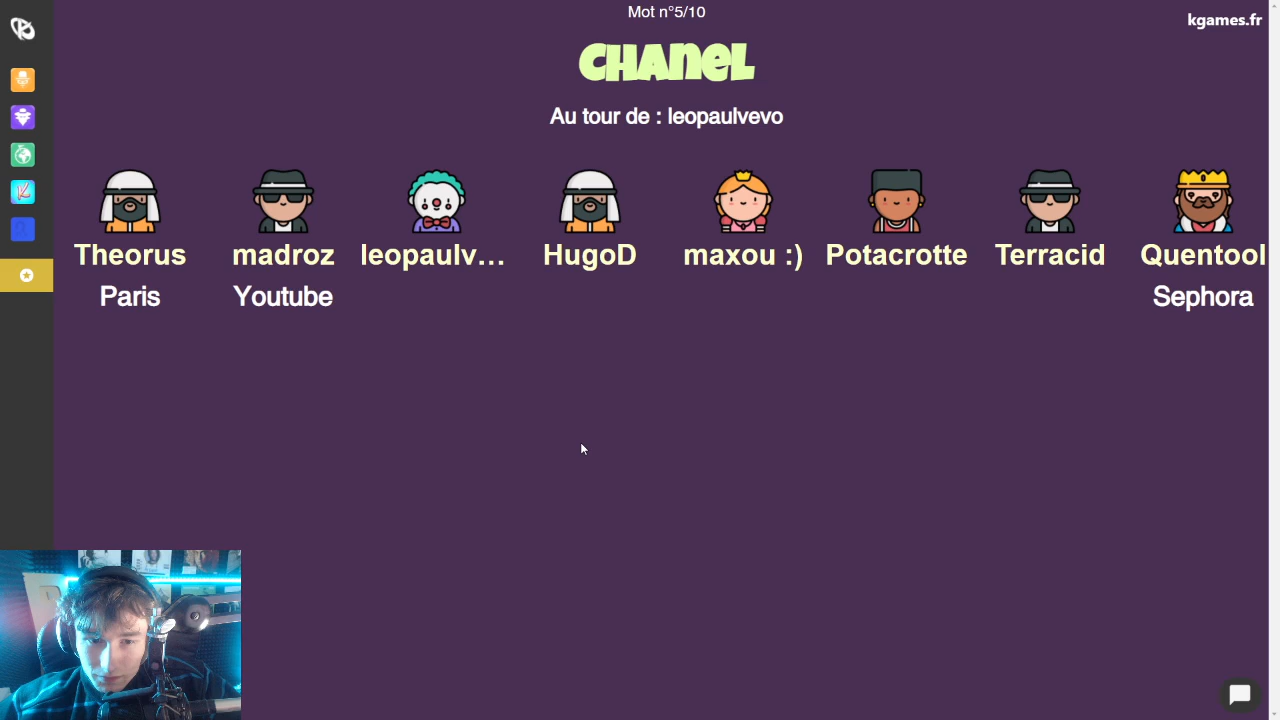 Mot n°5/10
kgames.fr
CHANEL
Au tour de : leopaulvevo
Theorus madroz leopaulv... HugoD maxou :) Potacrotte Terracid Quentool
Paris Youtube Sephora